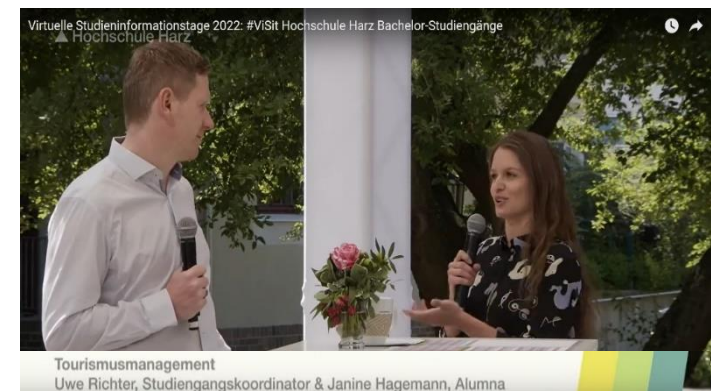 Virtuelle Studieninformationstage 2022: #ViSit Hochschule Harz Bachelor-Studiengänge
Hochschule Harz
Tourismusmanagement
Uwe Richter, Studiengangskoordinator & Janine Hagemann, Alumna